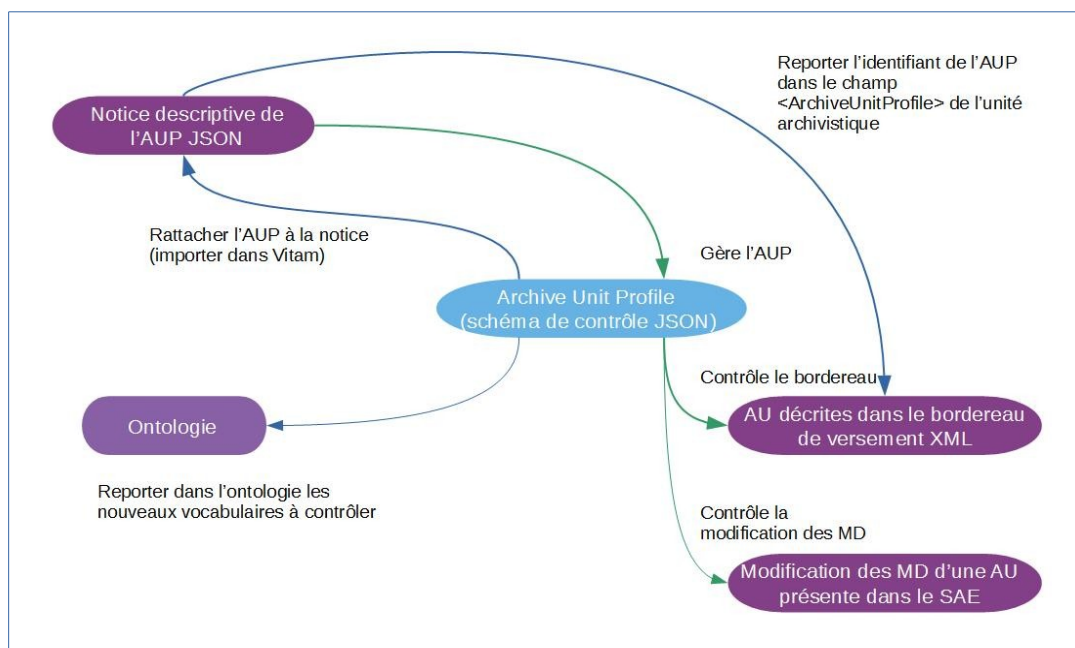 Reporter l’identifiant de l’AUP
dans le champ
<ArchiveUnitProfile> de l’unité
archivistique
Notice descriptive de
l’AUP JSON
Rattacher l’AUP à la notice
(importer dans Vitam)
Gère l’AUP
Archive Unit Profile
(schéma de contrôle JSON)
Contrôle le bordereau
AU décrites dans le bordereau
de versement XML
Ontologie
Reporter dans l’ontologie les
nouveaux vocabulaires à contrôler
Contrôle la
modification des MD
Modification des MD d’une AU
présente dans le SAE